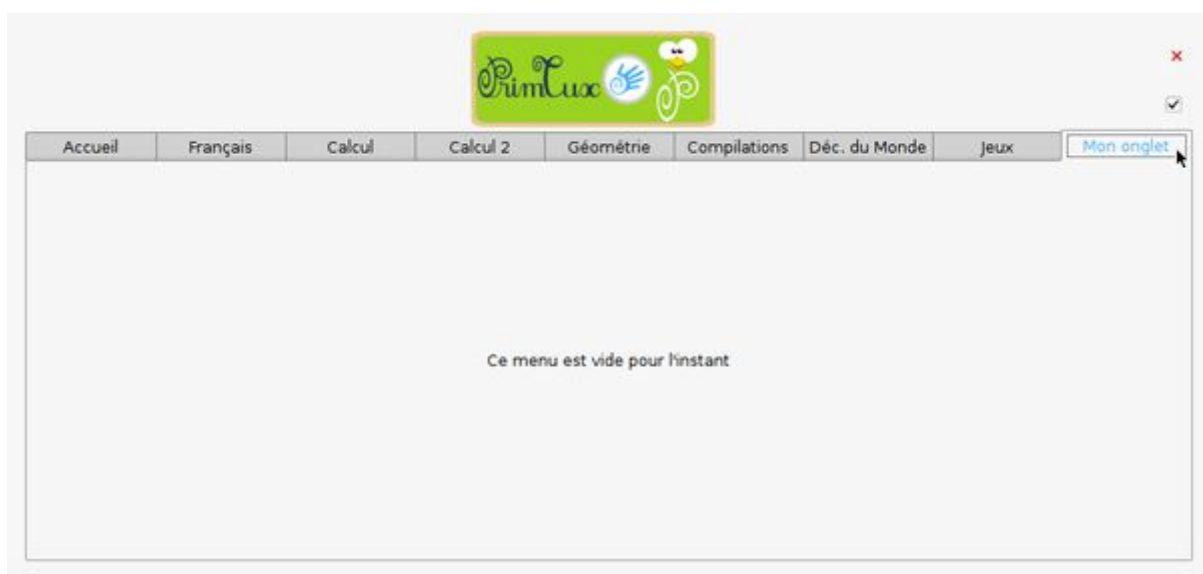 PrimTux
Accueil Français Calcul Calcul 2 Géométrie Compilations Déc. du Monde Jeux Mon onglet
Ce menu est vide pour l'instant